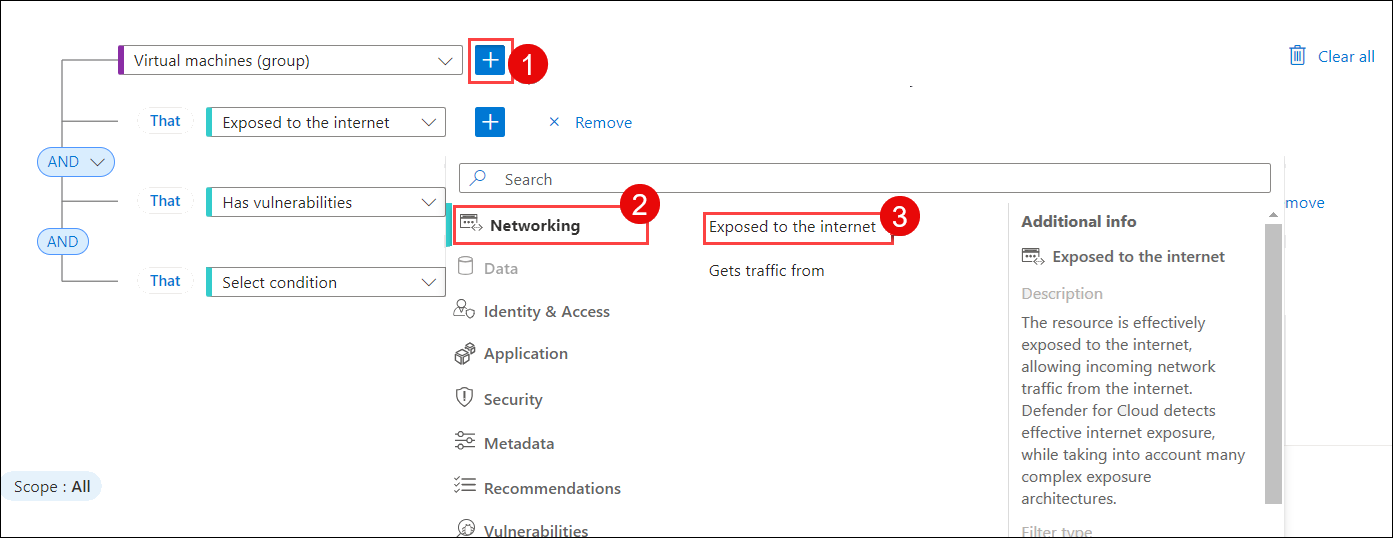 Virtual machines (group)
1
Clear all
That
Exposed to the internet
Remove
AND
Search
That
Has vulnerabilities
2
3
move
Networking
Exposed to the internet
Additional info
AND
Data
Gets traffic from
Exposed to the internet
That
Select condition
Identity & Access
Description
Application
The resource is effectively
exposed to the internet,
allowing incoming network
traffic from the internet.
Defender for Cloud detects
effective internet exposure,
while taking into account many
complex exposure
architectures.
Security
Metadata
Scope : All
Recommendations
Vulnerabilities
Filter type